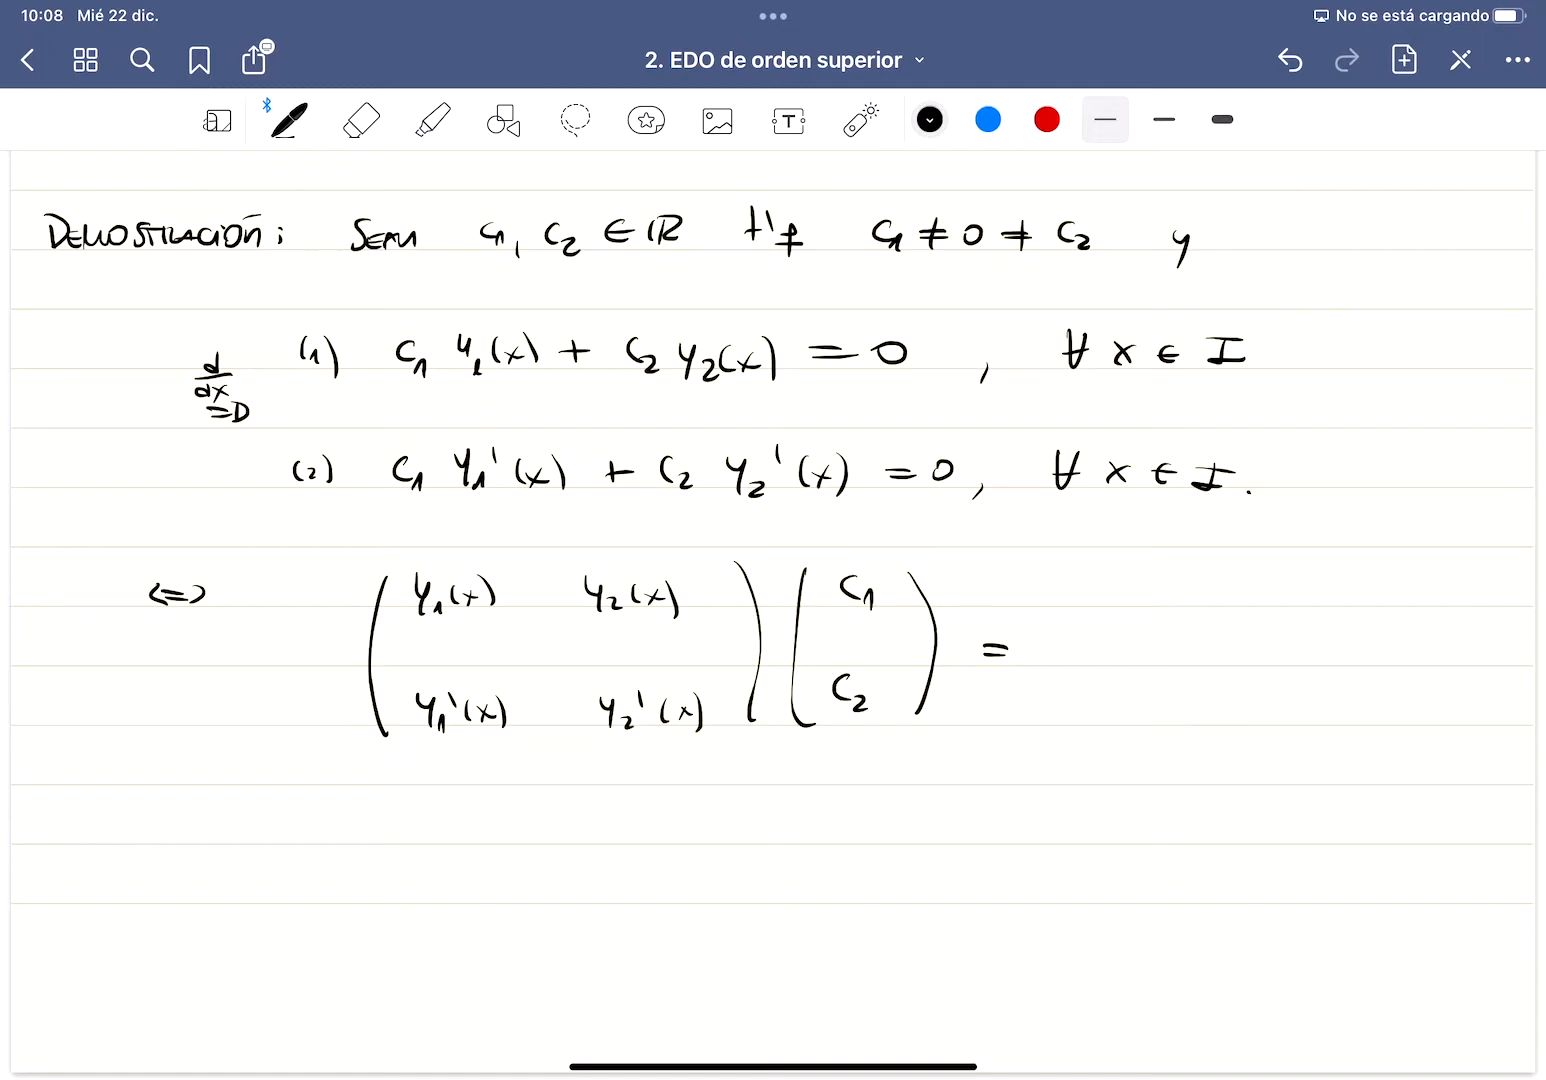 10:08 Mié 22 dic.
No se está cargando
2. EDO de orden superior
DEMOSTRACIÓN: SEAN C₁, C₂ ∈ ℝ C₁ ≠ 0 ≠ C₂ y
(1) C₁ y₁(x) + C₂ y₂(x) = 0 , ∀ x ∈ I
d/dx = D
(2) C₁ y₁'(x) + C₂ y₂'(x) = 0, ∀ x ∈ I.
<=> ( y₁(x) y₂(x) ) ( C₁ ) =
( y₁'(x) y₂'(x) ) ( C₂ )